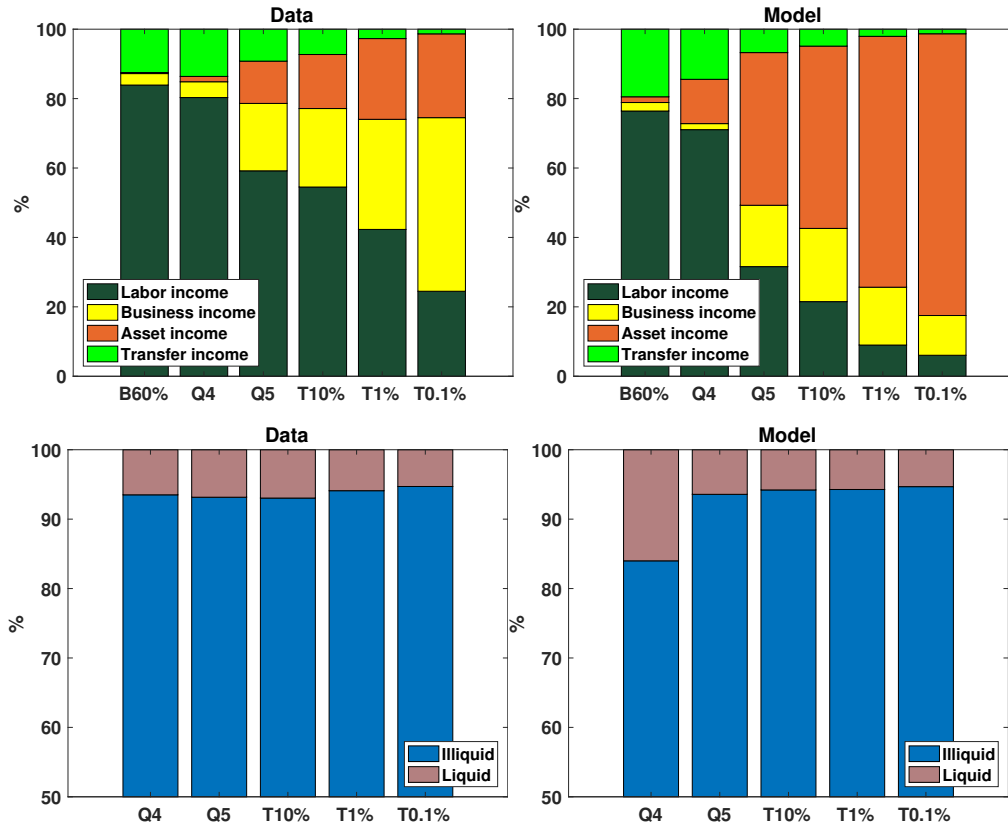 Data
100
80
60
40
20
0
%
Labor income
Business income
Asset income
Transfer income
B60% Q4 Q5 T10% T1% T0.1%
Model
100
80
60
40
20
0
%
Labor income
Business income
Asset income
Transfer income
B60% Q4 Q5 T10% T1% T0.1%
Data
100
90
80
70
60
50
%
Illiquid
Liquid
Q4 Q5 T10% T1% T0.1%
Model
100
90
80
70
60
50
%
Illiquid
Liquid
Q4 Q5 T10% T1% T0.1%